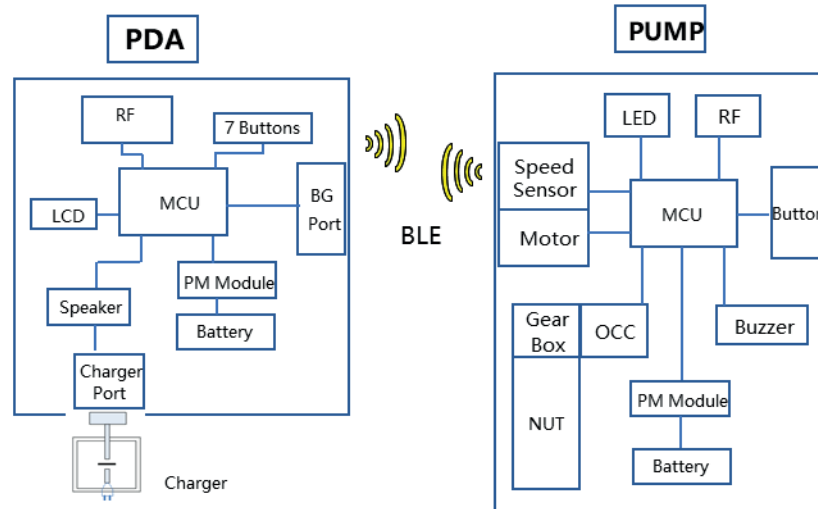 PDA
RF
7 Buttons
MCU
BG
Port
LCD
PM Module
Speaker
Battery
Charger
Port
Charger
BLE
PUMP
LED
RF
Speed
Sensor
MCU
Button
Motor
Gear
Box
OCC
Buzzer
NUT
PM Module
Battery